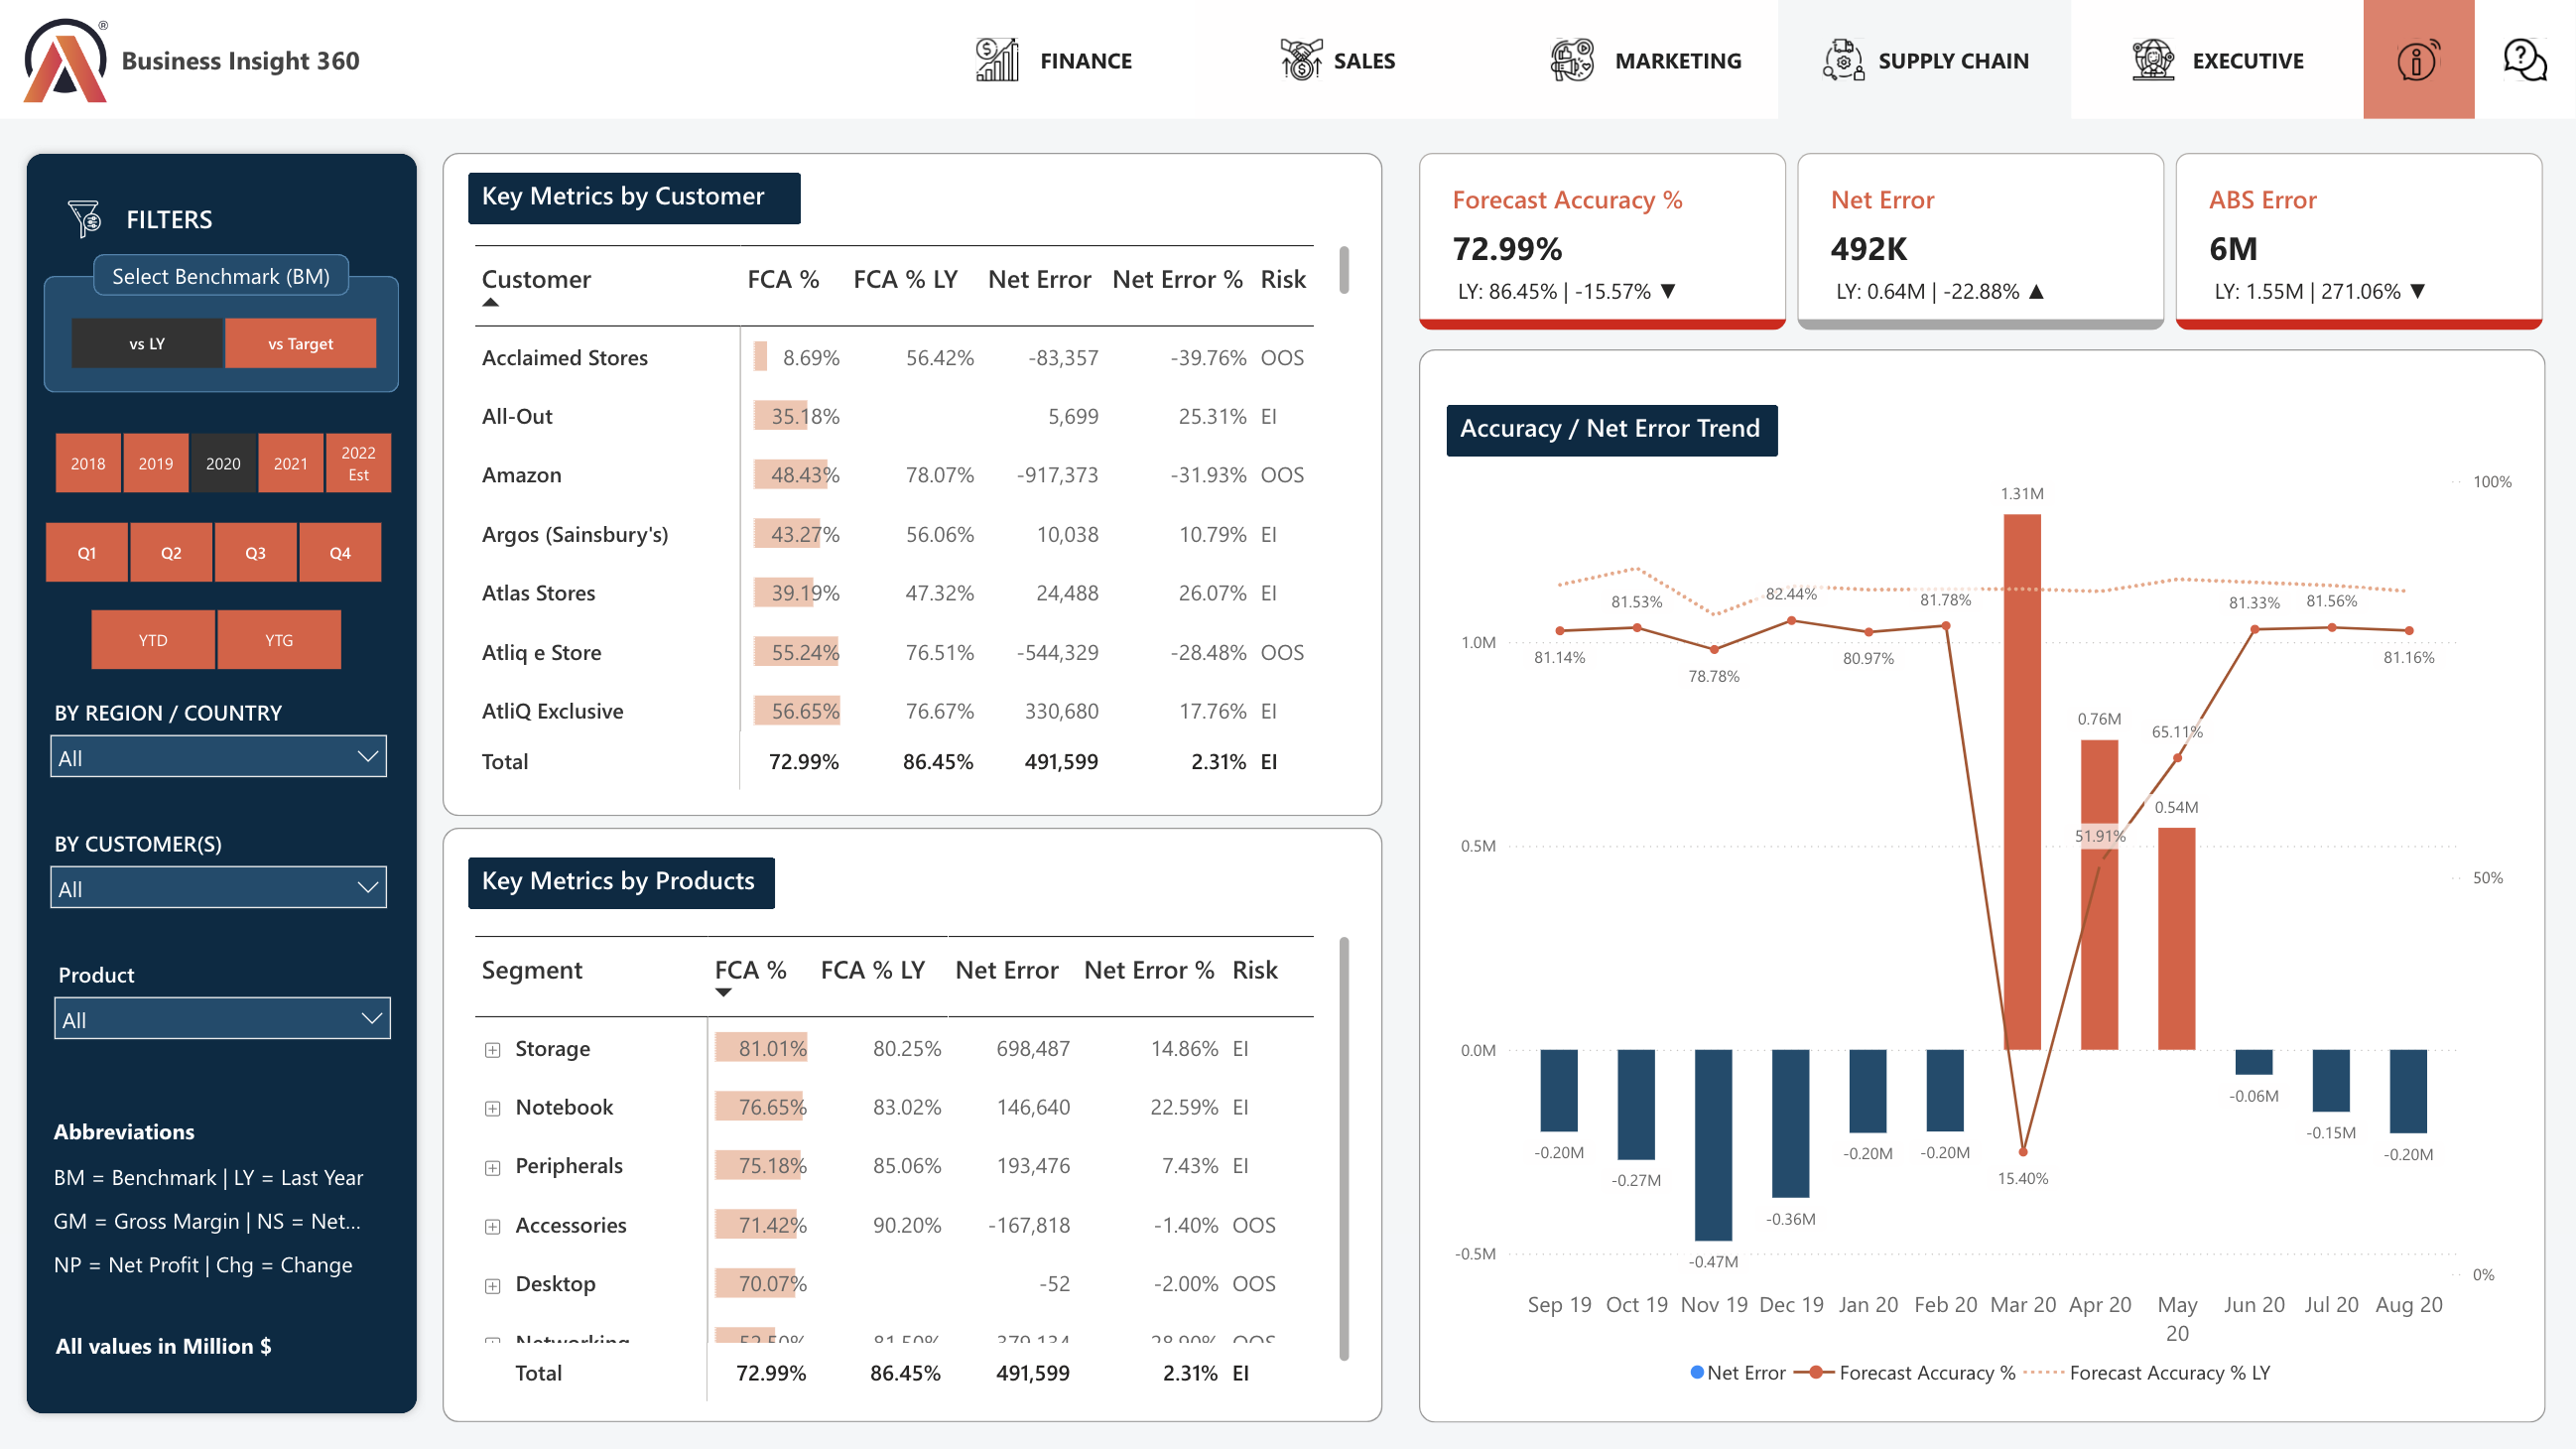 Business Insight 360
®
FINANCE
SALES
MARKETING
SUPPLY CHAIN
EXECUTIVE
FILTERS
Select Benchmark (BM)
vs LY
vs Target
2018
2019
2020
2021
2022
Est
Q1
Q2
Q3
Q4
YTD
YTG
BY REGION / COUNTRY
All
BY CUSTOMER(S)
All
Product
All
Abbreviations
BM = Benchmark | LY = Last Year
GM = Gross Margin | NS = Net...
NP = Net Profit | Chg = Change
All values in Million $
Key Metrics by Customer
Customer FCA % FCA % LY Net Error Net Error % Risk
Acclaimed Stores 8.69% 56.42% -83,357 -39.76% OOS
All-Out 35.18% 5,699 25.31% EI
Amazon 48.43% 78.07% -917,373 -31.93% OOS
Argos (Sainsbury's) 43.27% 56.06% 10,038 10.79% EI
Atlas Stores 39.19% 47.32% 24,488 26.07% EI
Atliq e Store 55.24% 76.51% -544,329 -28.48% OOS
AtliQ Exclusive 56.65% 76.67% 330,680 17.76% EI
Total 72.99% 86.45% 491,599 2.31% EI
Key Metrics by Products
Segment FCA % FCA % LY Net Error Net Error % Risk
Storage 81.01% 80.25% 698,487 14.86% EI
Notebook 76.65% 83.02% 146,640 22.59% EI
Peripherals 75.18% 85.06% 193,476 7.43% EI
Accessories 71.42% 90.20% -167,818 -1.40% OOS
Desktop 70.07% -52 -2.00% OOS
Networking
Total 72.99% 86.45% 491,599 2.31% EI
Forecast Accuracy %
72.99%
LY: 86.45% | -15.57% ▼
Net Error
492K
LY: 0.64M | -22.88% ▲
ABS Error
6M
LY: 1.55M | 271.06% ▼
Accuracy / Net Error Trend
100%
50%
0%
1.0M
0.5M
0.0M
-0.5M
81.14%
81.53%
78.78%
82.44%
80.97%
81.78%
15.40%
51.91%
65.11%
81.33%
81.56%
81.16%
-0.20M
-0.27M
-0.47M
-0.36M
-0.20M
-0.20M
1.31M
0.76M
0.54M
-0.06M
-0.15M
-0.20M
Sep 19 Oct 19 Nov 19 Dec 19 Jan 20 Feb 20 Mar 20 Apr 20 May 20 Jun 20 Jul 20 Aug 20
Net Error Forecast Accuracy % Forecast Accuracy % LY